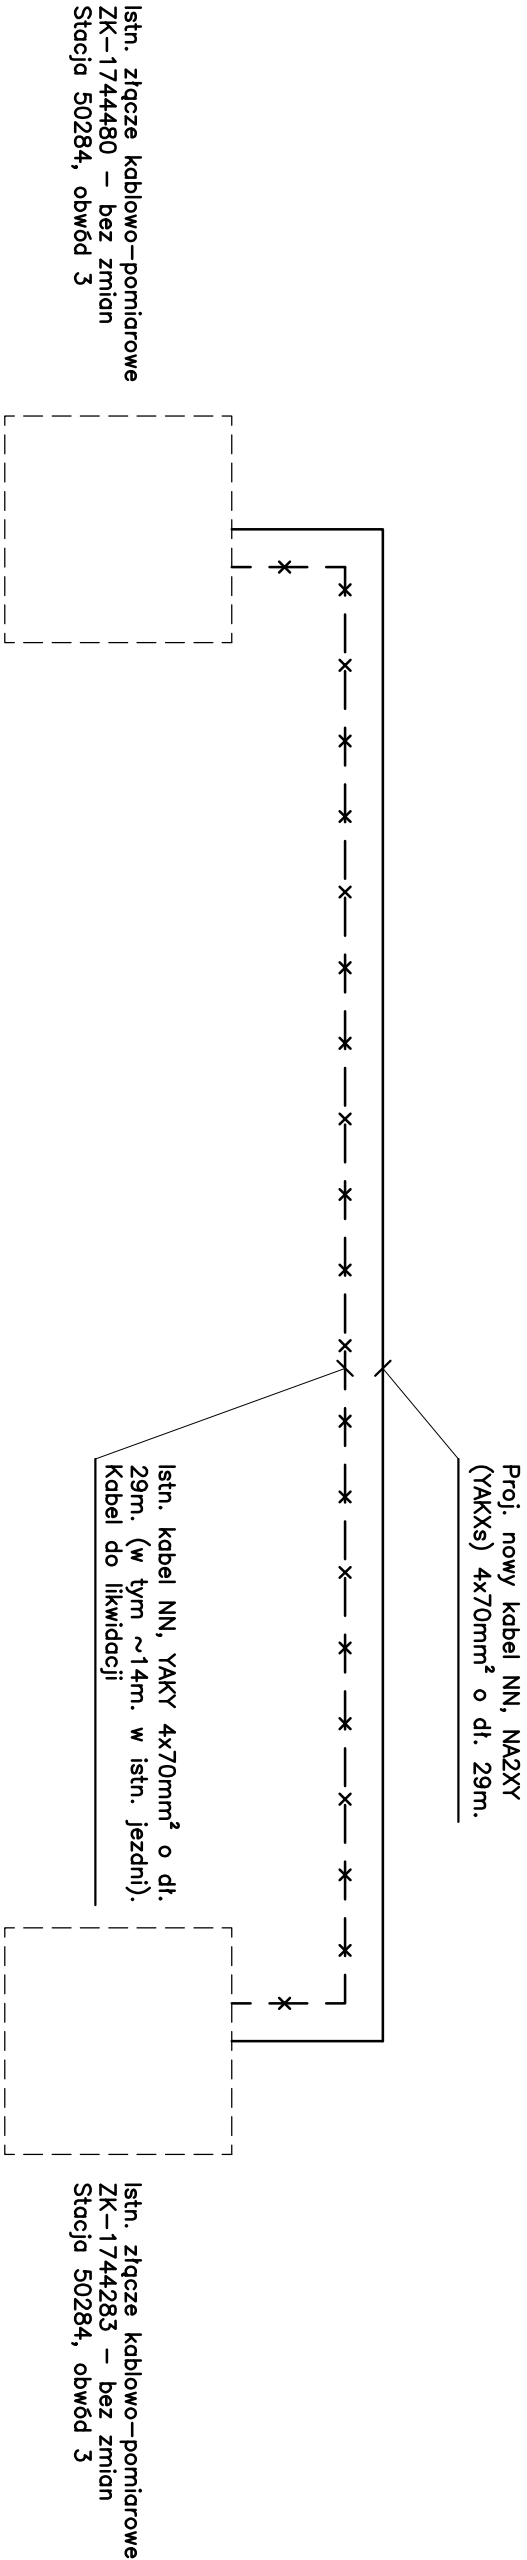 Istn. złącze kablowo-pomiarowe
ZK-1744480 - bez zmian
Stacja 50284, obwód 3
Proj. nowy kabel NN, NA2XY
(YAKXs) 4x70mm² o dł. 29m.
Istn. kabel NN, YAKY 4x70mm² o dł.
29m. (w tym ~14m. w istn. jezdni).
Kabel do likwidacji
Istn. złącze kablowo-pomiarowe
ZK-1744283 - bez zmian
Stacja 50284, obwód 3